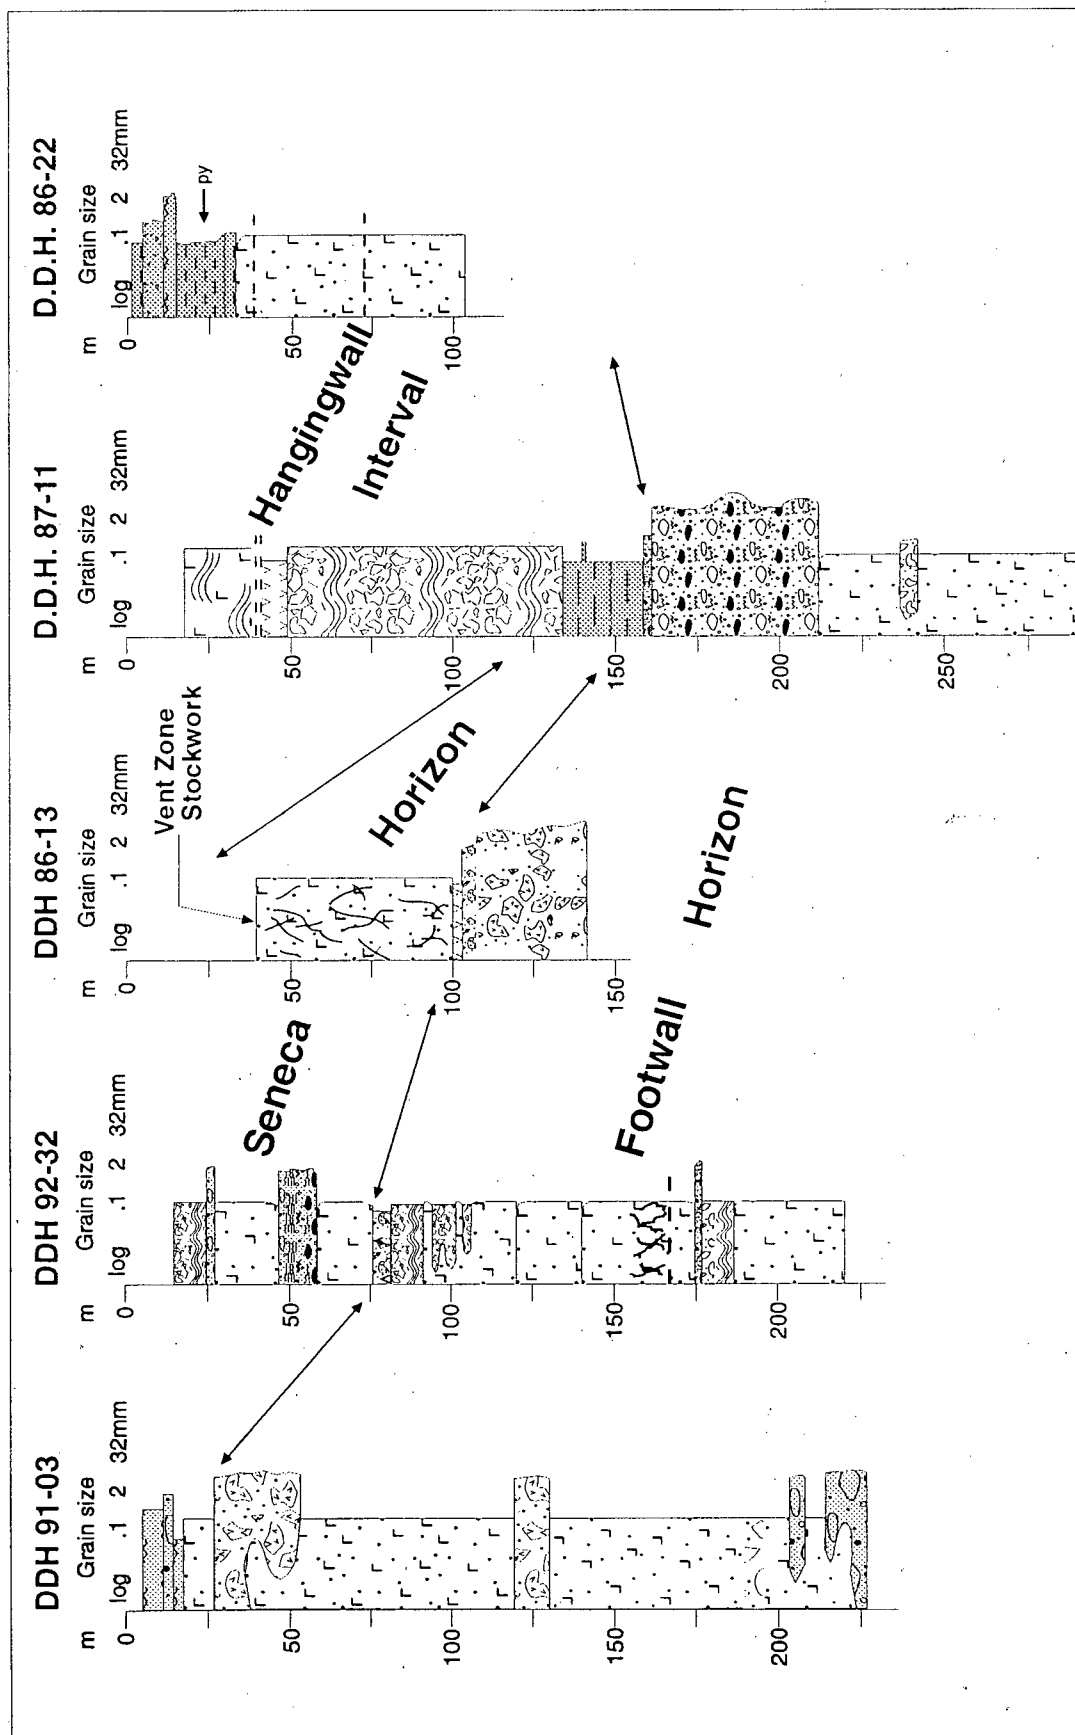 DDH 91-03
m Grain size
log .1 2 32mm
0
50
100
150
200
DDH 92-32
m Grain size
log .1 2 32mm
0
50
100
150
200
DDH 86-13
m Grain size
log .1 2 32mm
0
50
100
150
Vent Zone
Stockwork
D.D.H. 87-11
m Grain size
log .1 2 32mm
0
50
100
150
200
250
D.D.H. 86-22
m Grain size
log .1 2 32mm
0
50
100
py
Seneca Horizon
Hangingwall
Interval
Footwall Horizon